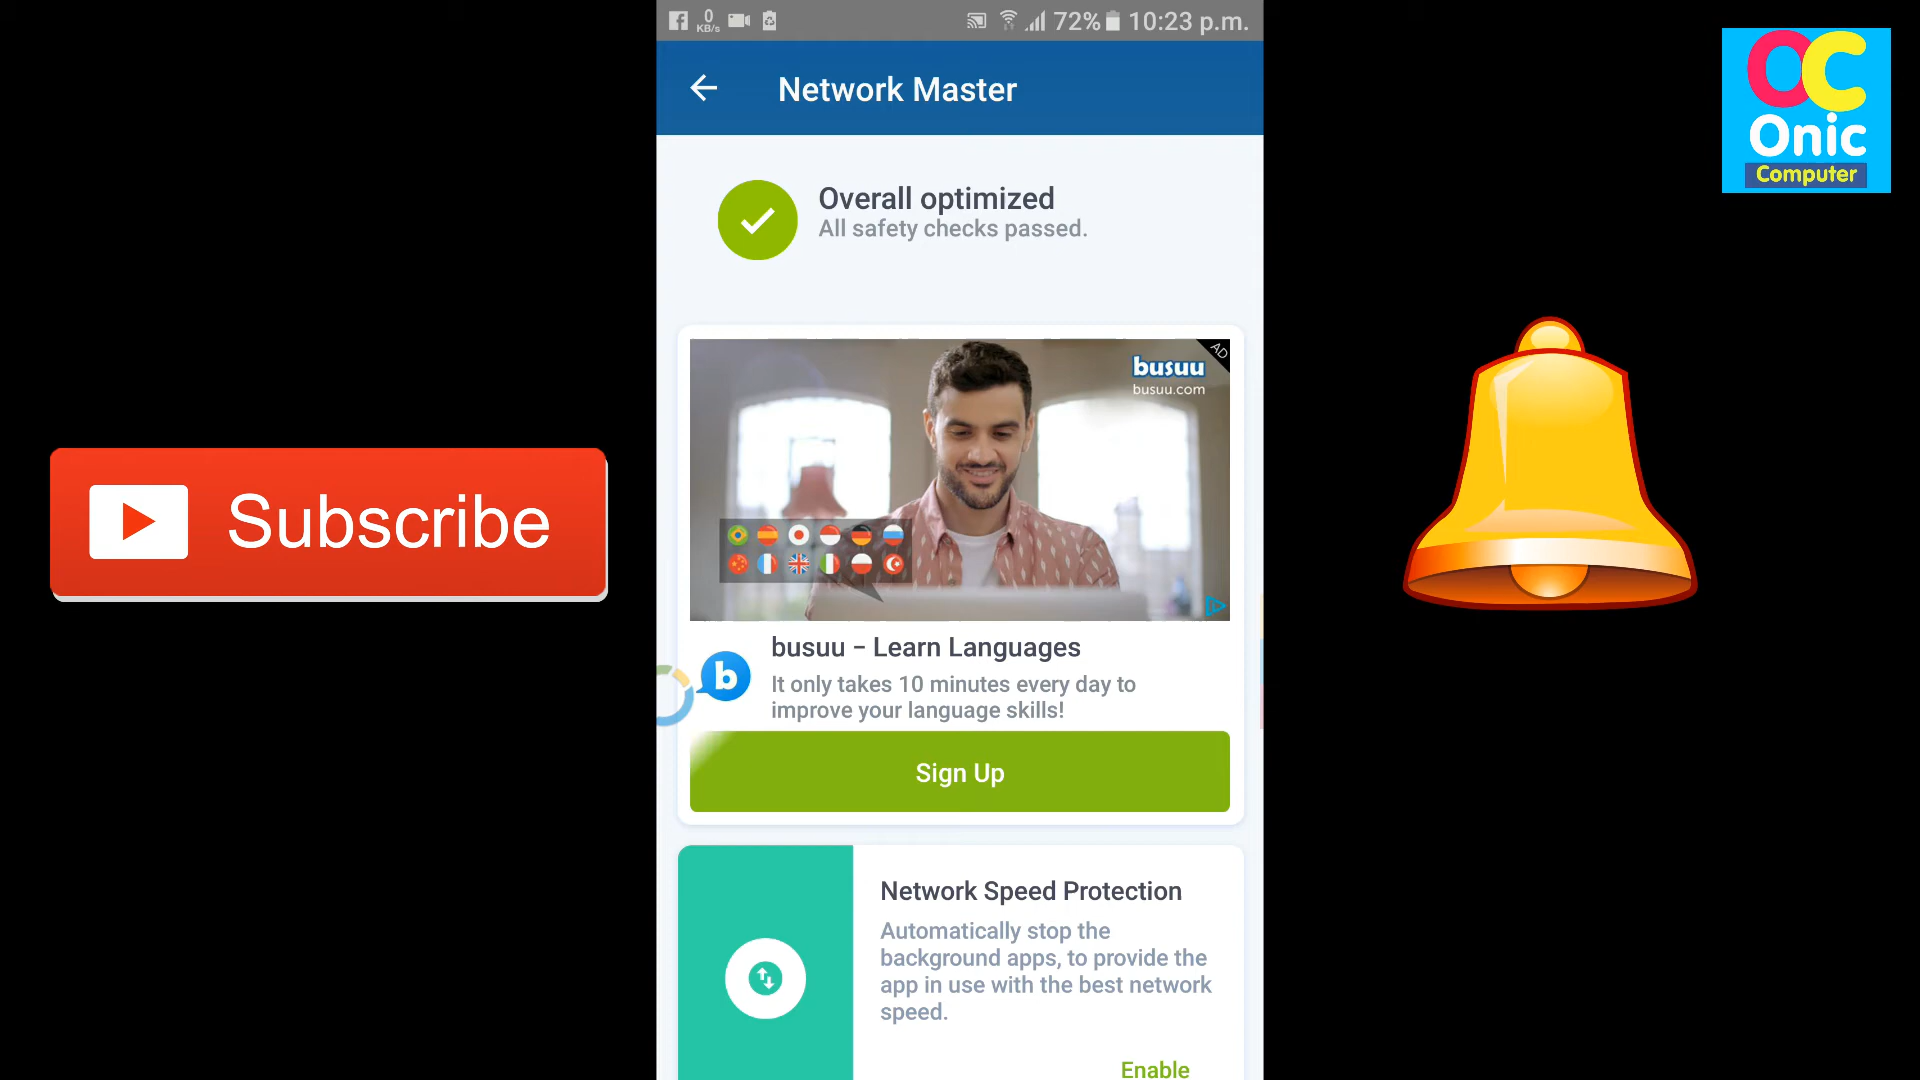 0
KB/s
72%
10:23 p.m.
Network Master
Overall optimized
All safety checks passed.
AD
busuu
busuu.com
b
busuu – Learn Languages
It only takes 10 minutes every day to
improve your language skills!
Sign Up
Network Speed Protection
Automatically stop the
background apps, to provide the
app in use with the best network
speed.
Enable
Subscribe
OC
Onic
Computer